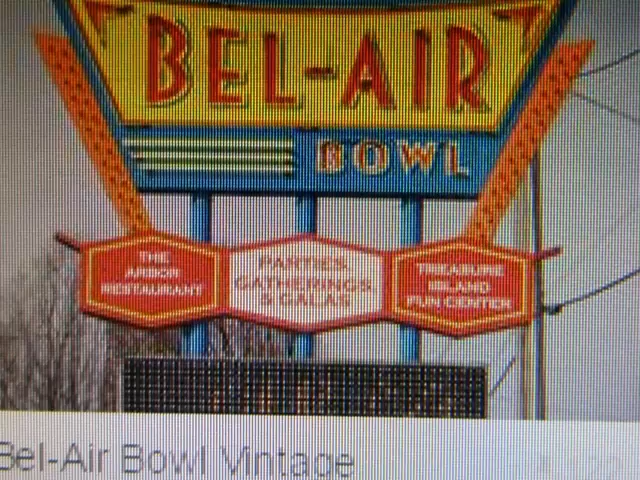 BEL-AIR
BOWL
THE
ARBOR
RESTAURANT
PARTIES,
GATHERINGS,
& GALAS
TREASURE
ISLAND
FUN CENTER
Bel-Air Bowl Vintage